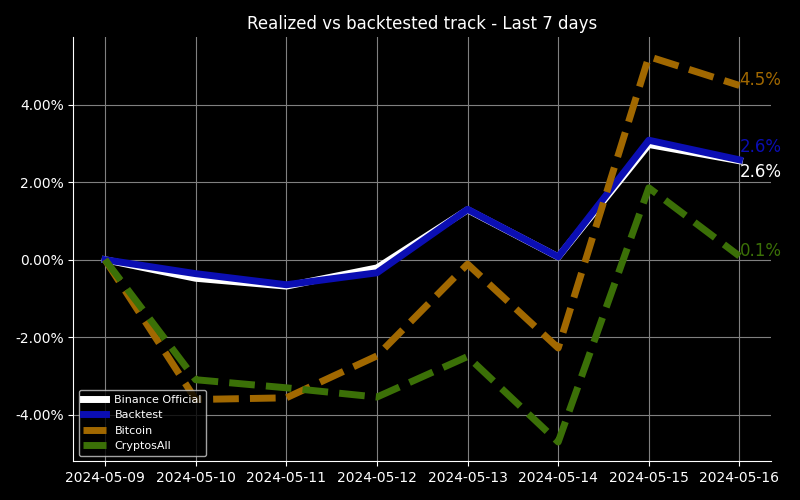 Realized vs backtested track - Last 7 days
4.00%
2.00%
0.00%
-2.00%
-4.00%
4.5%
2.6%
2.6%
0.1%
Binance Official
Backtest
Bitcoin
CryptosAll
2024-05-09 2024-05-10 2024-05-11 2024-05-12 2024-05-13 2024-05-14 2024-05-15 2024-05-16